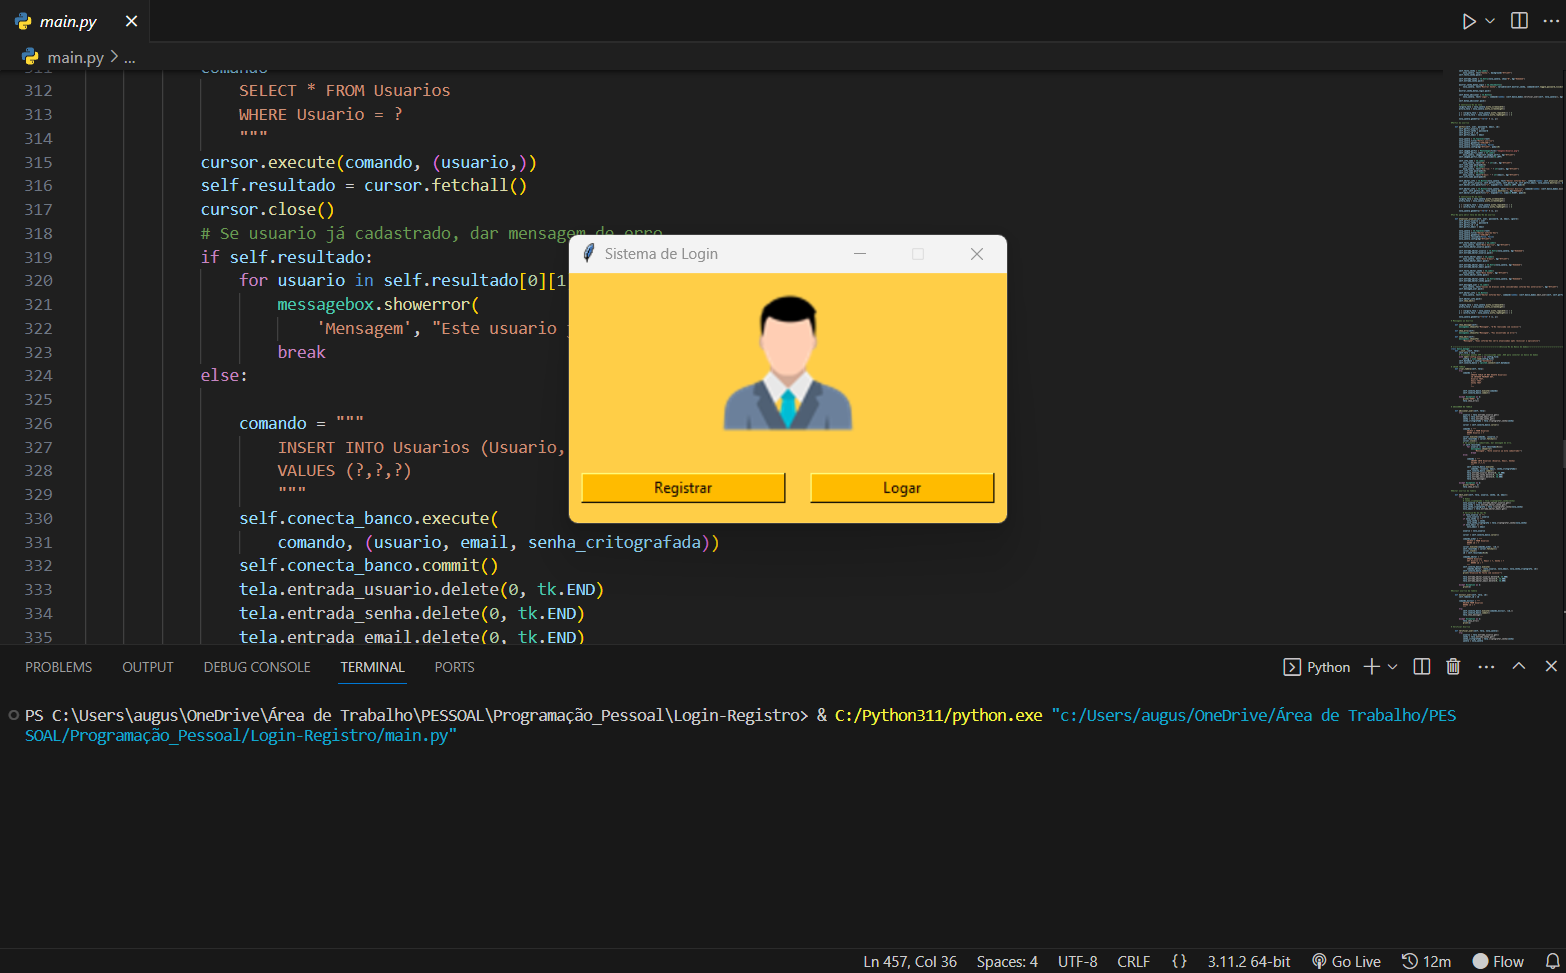 main.py
main.py > ...
311 comando
312 SELECT * FROM Usuarios
313 WHERE Usuario = ?
314 """
315 cursor.execute(comando, (usuario,))
316 self.resultado = cursor.fetchall()
317 cursor.close()
318 # Se usuario já cadastrado, dar mensagem de erro
319 if self.resultado:
320 for usuario in self.resultado[0][1
321 messagebox.showerror(
322 'Mensagem', "Este usuario
323 break
324 else:
325
326 comando = """
327 INSERT INTO Usuarios (Usuario,
328 VALUES (?,?,?)
329 """
330 self.conecta_banco.execute(
331 comando, (usuario, email, senha_critografada))
332 self.conecta_banco.commit()
333 tela.entrada_usuario.delete(0, tk.END)
334 tela.entrada_senha.delete(0, tk.END)
335 tela.entrada_email.delete(0, tk.END)
Sistema de Login
Registrar Logar
PROBLEMS OUTPUT DEBUG CONSOLE TERMINAL PORTS Python
PS C:\Users\augus\OneDrive\Área de Trabalho\PESSOAL\Programação_Pessoal\Login-Registro> & C:/Python311/python.exe "c:/Users/augus/OneDrive/Área de Trabalho/PES
SOAL/Programação_Pessoal/Login-Registro/main.py"
Ln 457, Col 36 Spaces: 4 UTF-8 CRLF {} 3.11.2 64-bit Go Live 12m Flow